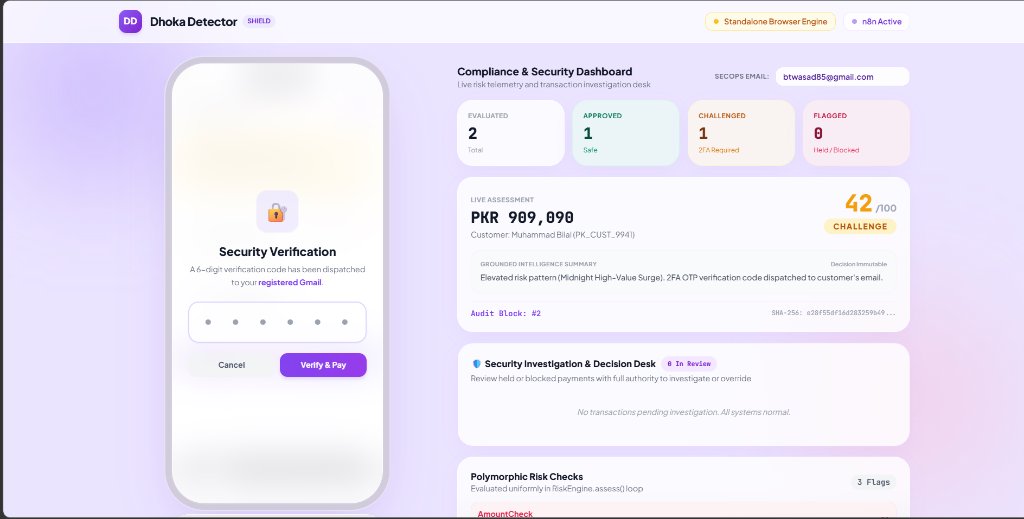 DD Dhoka Detector SHIELD
Standalone Browser Engine
n8n Active
Security Verification
A 6-digit verification code has been dispatched
to your registered Gmail.
Cancel
Verify & Pay
Compliance & Security Dashboard
Live risk telemetry and transaction investigation desk
SECOPS EMAIL: btwasad85@gmail.com
EVALUATED
2
Total
APPROVED
1
Safe
CHALLENGED
1
2FA Required
FLAGGED
0
Held / Blocked
LIVE ASSESSMENT
PKR 909,090
Customer: Muhammad Bilal (PK_CUST_9941)
42 /100
CHALLENGE
GROUNDED INTELLIGENCE SUMMARY
Decision Immutable
Elevated risk pattern (Midnight High-Value Surge). 2FA OTP verification code dispatched to customer's email.
Audit Block: #2
SHA-256: e28f55df16d283259b49...
Security Investigation & Decision Desk
0 In Review
Review held or blocked payments with full authority to investigate or override
No transactions pending investigation. All systems normal.
Polymorphic Risk Checks
Evaluated uniformly in RiskEngine.assess() loop
3 Flags
AmountCheck